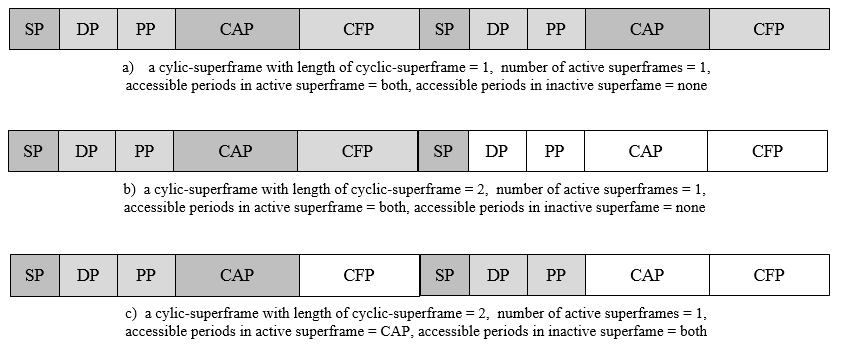 SP DP PP CAP CFP SP DP PP CAP CFP
a) a cylic-superframe with length of cyclic-superframe = 1, number of active superframes = 1,
accessible periods in active superframe = both, accessible periods in inactive superfame = none
SP DP PP CAP CFP SP DP PP CAP CFP
b) a cylic-superframe with length of cyclic-superframe = 2, number of active superframes = 1,
accessible periods in active superframe = both, accessible periods in inactive superfame = none
SP DP PP CAP CFP SP DP PP CAP CFP
c) a cylic-superframe with length of cyclic-superframe = 2, number of active superframes = 1,
accessible periods in active superframe = CAP, accessible periods in inactive superfame = both